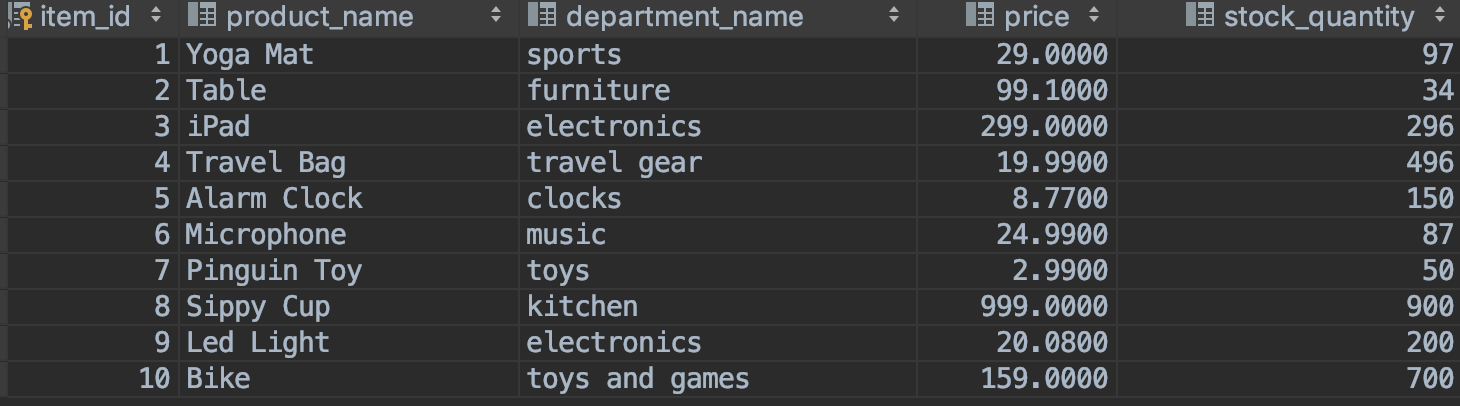 item_id product_name department_name price stock_quantity
1 Yoga Mat sports 29.0000 97
2 Table furniture 99.1000 34
3 iPad electronics 299.0000 296
4 Travel Bag travel gear 19.9900 496
5 Alarm Clock clocks 8.7700 150
6 Microphone music 24.9900 87
7 Pinguin Toy toys 2.9900 50
8 Sippy Cup kitchen 999.0000 900
9 Led Light electronics 20.0800 200
10 Bike toys and games 159.0000 700